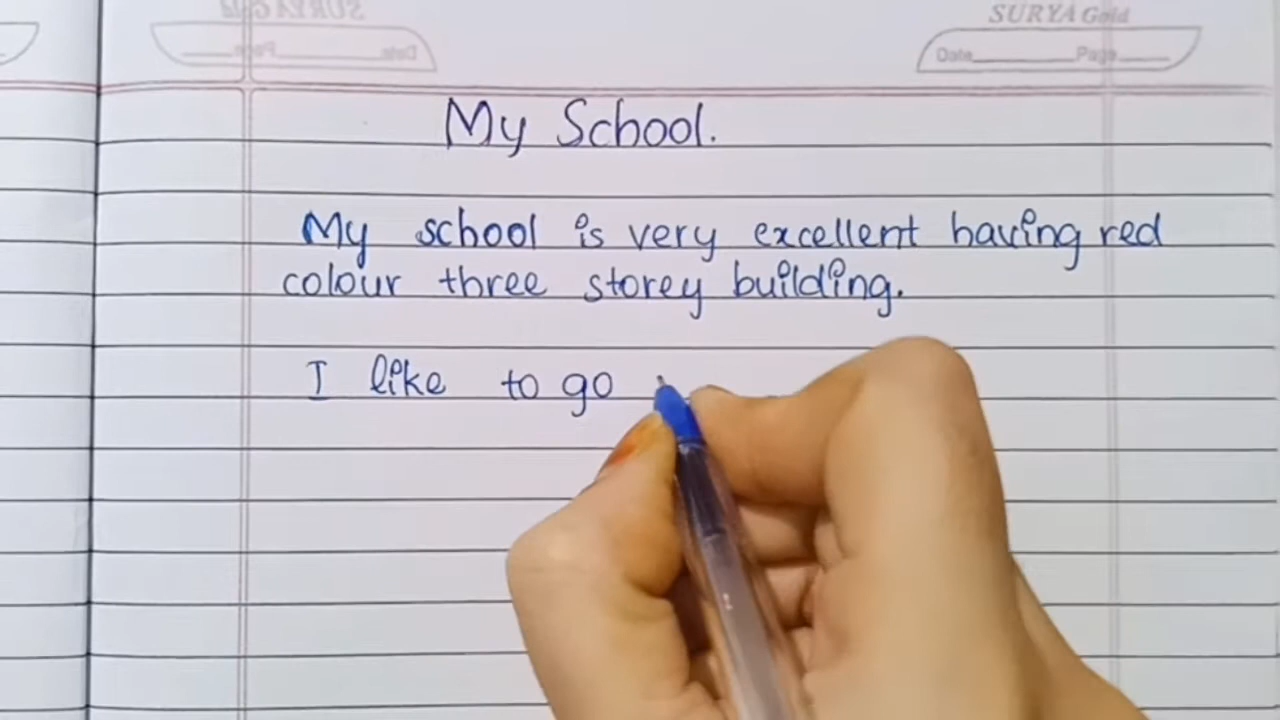 SURYA Gold
Date Page
My School.
My school is very excellent having red
colour three storey building.
I like to go